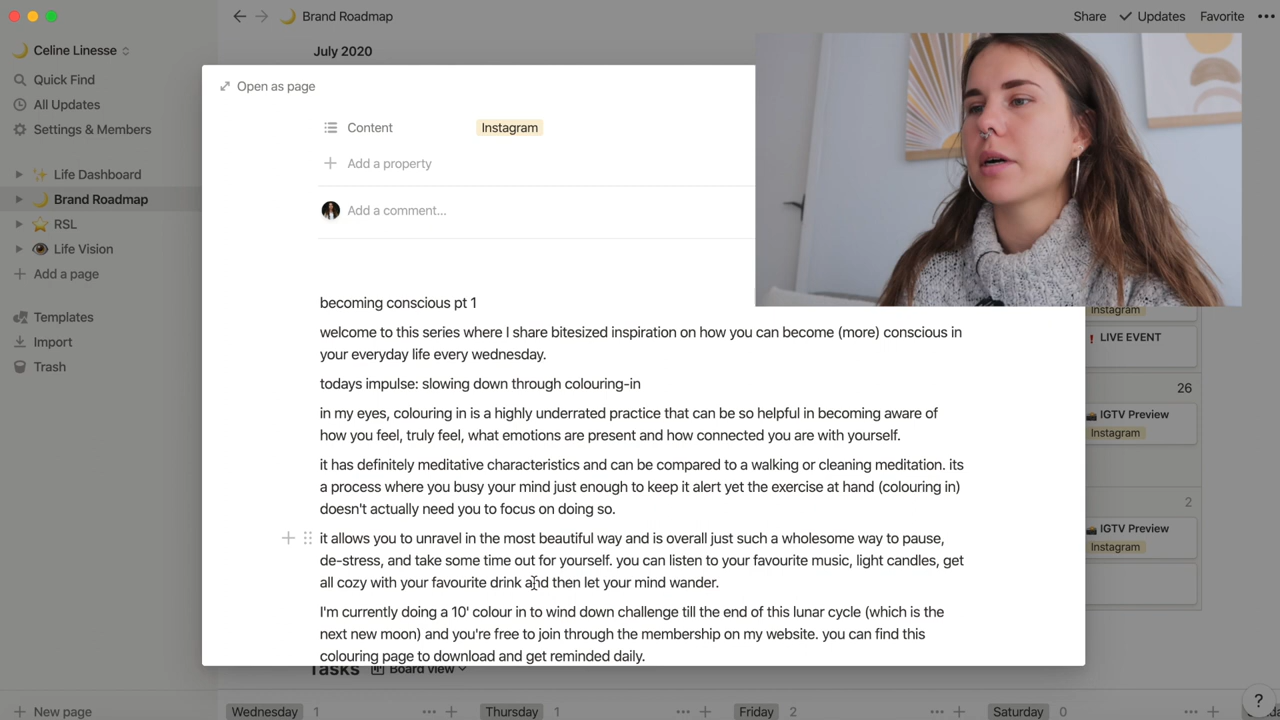 Brand Roadmap
Share
Updates
Favorite
Celine Linesse
Quick Find
All Updates
Settings & Members
Life Dashboard
Brand Roadmap
RSL
Life Vision
Add a page
Templates
Import
Trash
New page
July 2020
Open as page
Content
Instagram
Add a property
Add a comment...
becoming conscious pt 1
welcome to this series where I share bitesized inspiration on how you can become (more) conscious in
your everyday life every wednesday.
todays impulse: slowing down through colouring-in
in my eyes, colouring in is a highly underrated practice that can be so helpful in becoming aware of
how you feel, truly feel, what emotions are present and how connected you are with yourself.
it has definitely meditative characteristics and can be compared to a walking or cleaning meditation. its
a process where you busy your mind just enough to keep it alert yet the exercise at hand (colouring in)
doesn't actually need you to focus on doing so.
it allows you to unravel in the most beautiful way and is overall just such a wholesome way to pause,
de-stress, and take some time out for yourself. you can listen to your favourite music, light candles, get
all cozy with your favourite drink and then let your mind wander.
I'm currently doing a 10' colour in to wind down challenge till the end of this lunar cycle (which is the
next new moon) and you're free to join through the membership on my website. you can find this
colouring page to download and get reminded daily.
Instagram
LIVE EVENT
26
IGTV Preview
Instagram
2
IGTV Preview
Instagram
Tasks
Board view
Wednesday 1
Thursday 1
Friday 2
Saturday 0
?